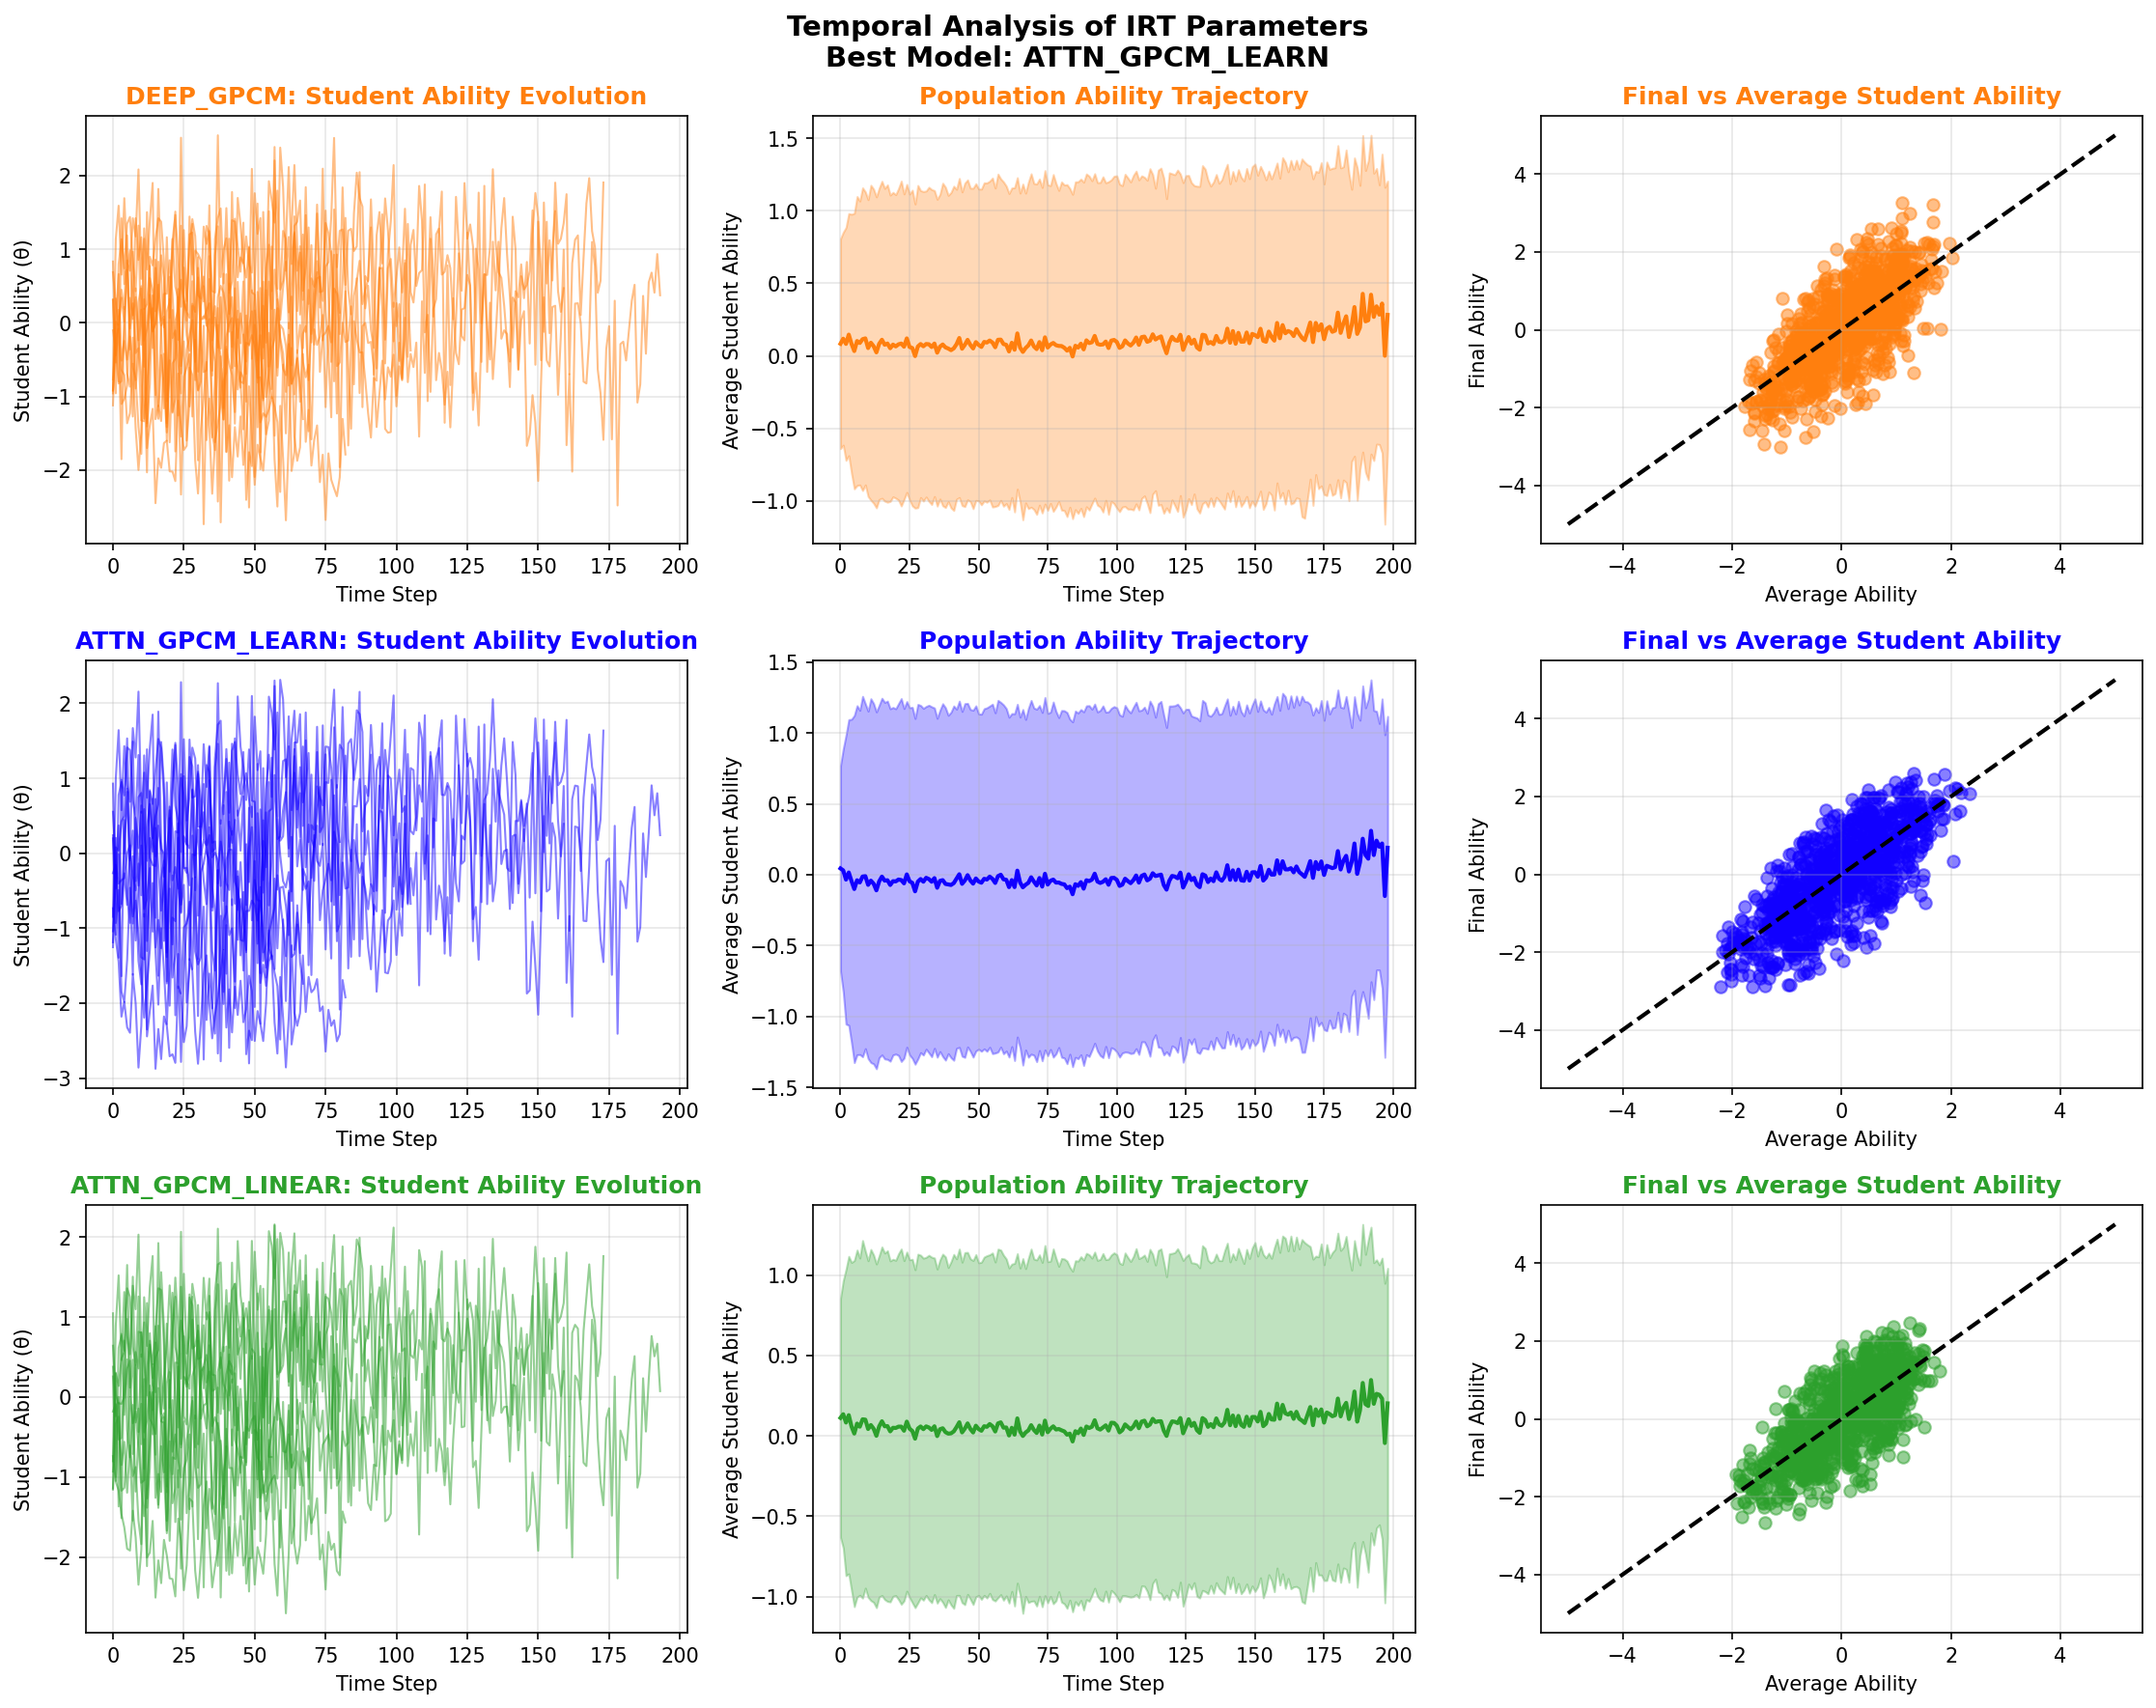 Temporal Analysis of IRT Parameters
Best Model: ATTN_GPCM_LEARN
DEEP_GPCM: Student Ability Evolution
Student Ability (θ)
2
1
0
−1
−2
0 25 50 75 100 125 150 175 200
Time Step
Population Ability Trajectory
Average Student Ability
1.5
1.0
0.5
0.0
−0.5
−1.0
0 25 50 75 100 125 150 175 200
Time Step
Final vs Average Student Ability
Final Ability
4
2
0
−2
−4
−4 −2 0 2 4
Average Ability
ATTN_GPCM_LEARN: Student Ability Evolution
Student Ability (θ)
2
1
0
−1
−2
−3
0 25 50 75 100 125 150 175 200
Time Step
Population Ability Trajectory
Average Student Ability
1.5
1.0
0.5
0.0
−0.5
−1.0
−1.5
0 25 50 75 100 125 150 175 200
Time Step
Final vs Average Student Ability
Final Ability
4
2
0
−2
−4
−4 −2 0 2 4
Average Ability
ATTN_GPCM_LINEAR: Student Ability Evolution
Student Ability (θ)
2
1
0
−1
−2
0 25 50 75 100 125 150 175 200
Time Step
Population Ability Trajectory
Average Student Ability
1.0
0.5
0.0
−0.5
−1.0
0 25 50 75 100 125 150 175 200
Time Step
Final vs Average Student Ability
Final Ability
4
2
0
−2
−4
−4 −2 0 2 4
Average Ability